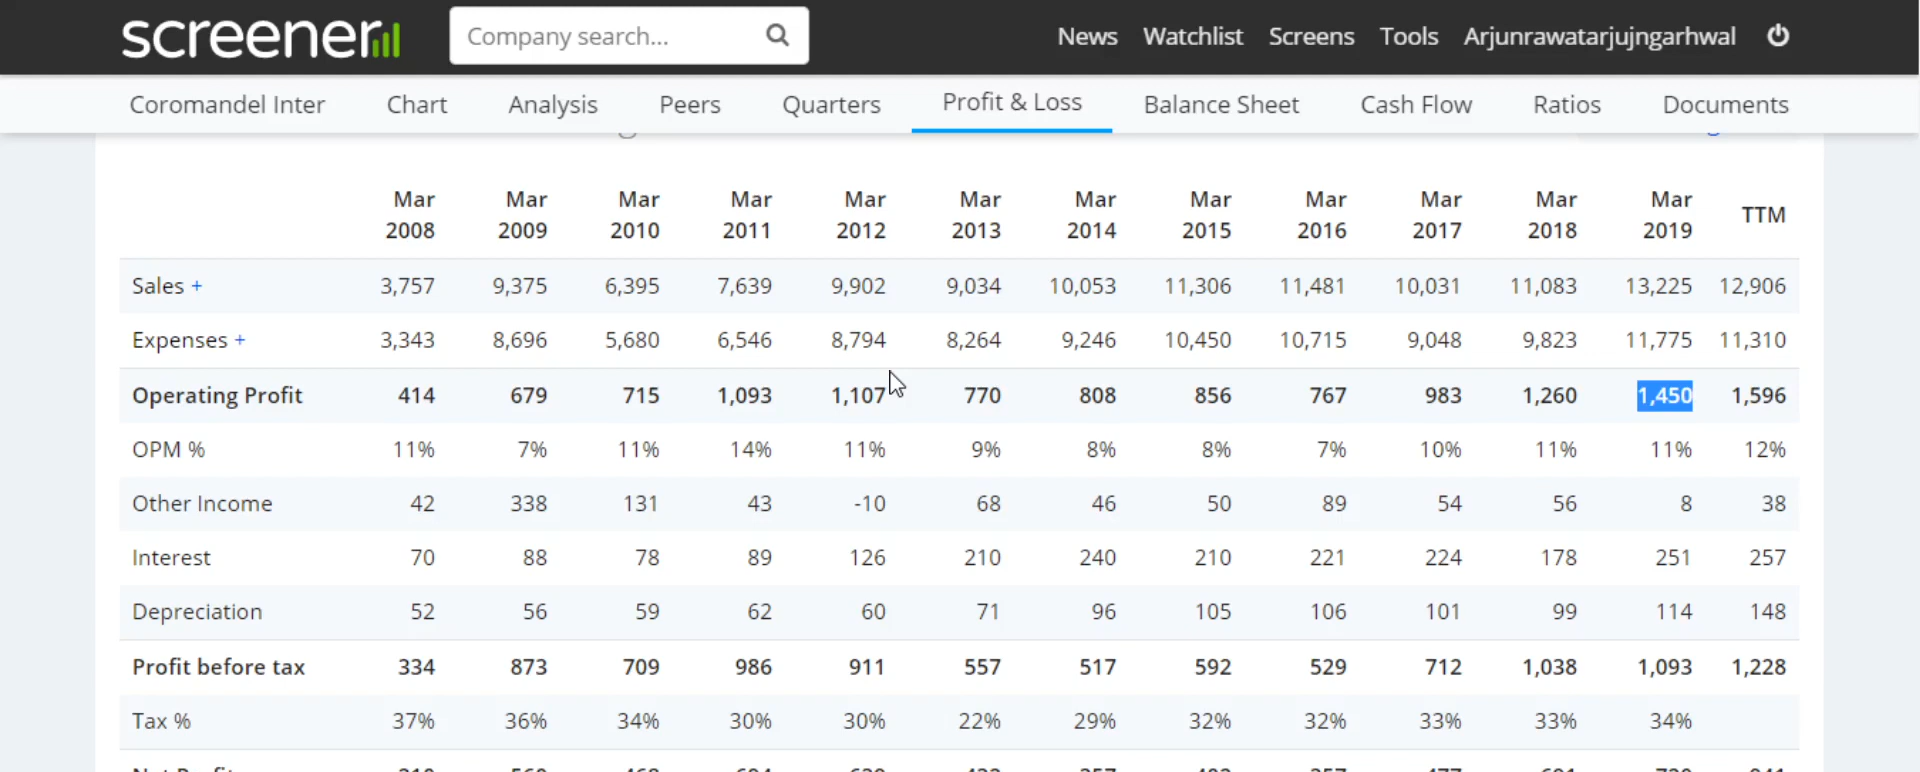 screener
Company search...
News Watchlist Screens Tools Arjunrawatarjujngarhwal
Coromandel Inter Chart Analysis Peers Quarters Profit & Loss Balance Sheet Cash Flow Ratios Documents
Mar 2008 Mar 2009 Mar 2010 Mar 2011 Mar 2012 Mar 2013 Mar 2014 Mar 2015 Mar 2016 Mar 2017 Mar 2018 Mar 2019 TTM
Sales + 3,757 9,375 6,395 7,639 9,902 9,034 10,053 11,306 11,481 10,031 11,083 13,225 12,906
Expenses + 3,343 8,696 5,680 6,546 8,794 8,264 9,246 10,450 10,715 9,048 9,823 11,775 11,310
Operating Profit 414 679 715 1,093 1,107 770 808 856 767 983 1,260 1,450 1,596
OPM % 11% 7% 11% 14% 11% 9% 8% 8% 7% 10% 11% 11% 12%
Other Income 42 338 131 43 -10 68 46 50 89 54 56 8 38
Interest 70 88 78 89 126 210 240 210 221 224 178 251 257
Depreciation 52 56 59 62 60 71 96 105 106 101 99 114 148
Profit before tax 334 873 709 986 911 557 517 592 529 712 1,038 1,093 1,228
Tax % 37% 36% 34% 30% 30% 22% 29% 32% 32% 33% 33% 34%